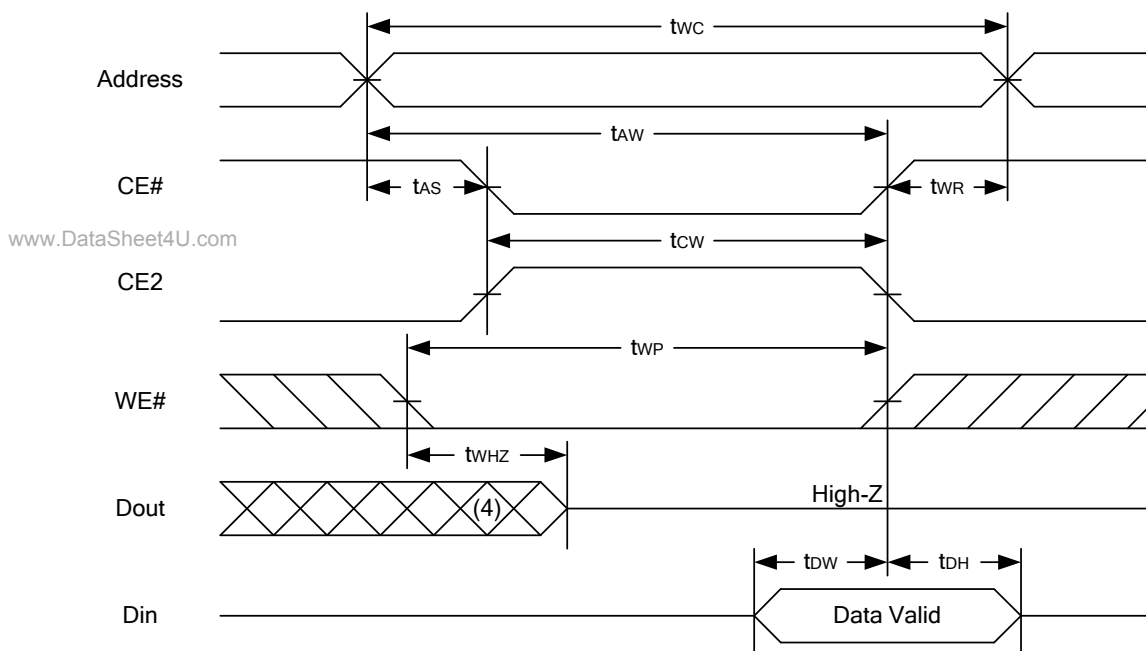 tWC
Address
tAW
CE#
tAS
tWR
www.DataSheet4U.com
tCW
CE2
tWP
WE#
tWHZ
Dout
(4)
High-Z
tDW
tDH
Din
Data Valid